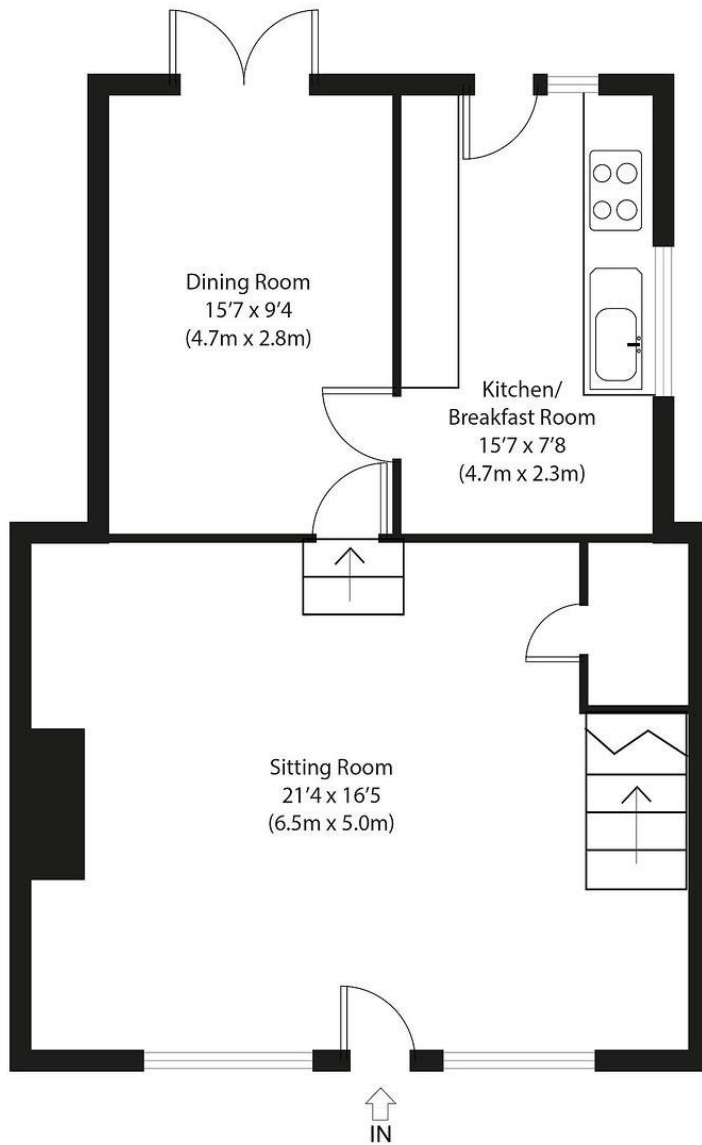 Dining Room
15'7 x 9'4
(4.7m x 2.8m)
Kitchen/
Breakfast Room
15'7 x 7'8
(4.7m x 2.3m)
Sitting Room
21'4 x 16'5
(6.5m x 5.0m)
IN